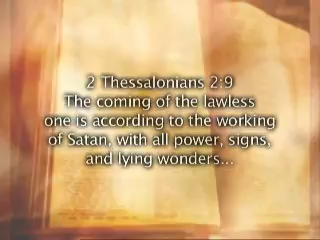 2 Thessalonians 2:9
The coming of the lawless
one is according to the working
of Satan, with all power, signs,
and lying wonders...